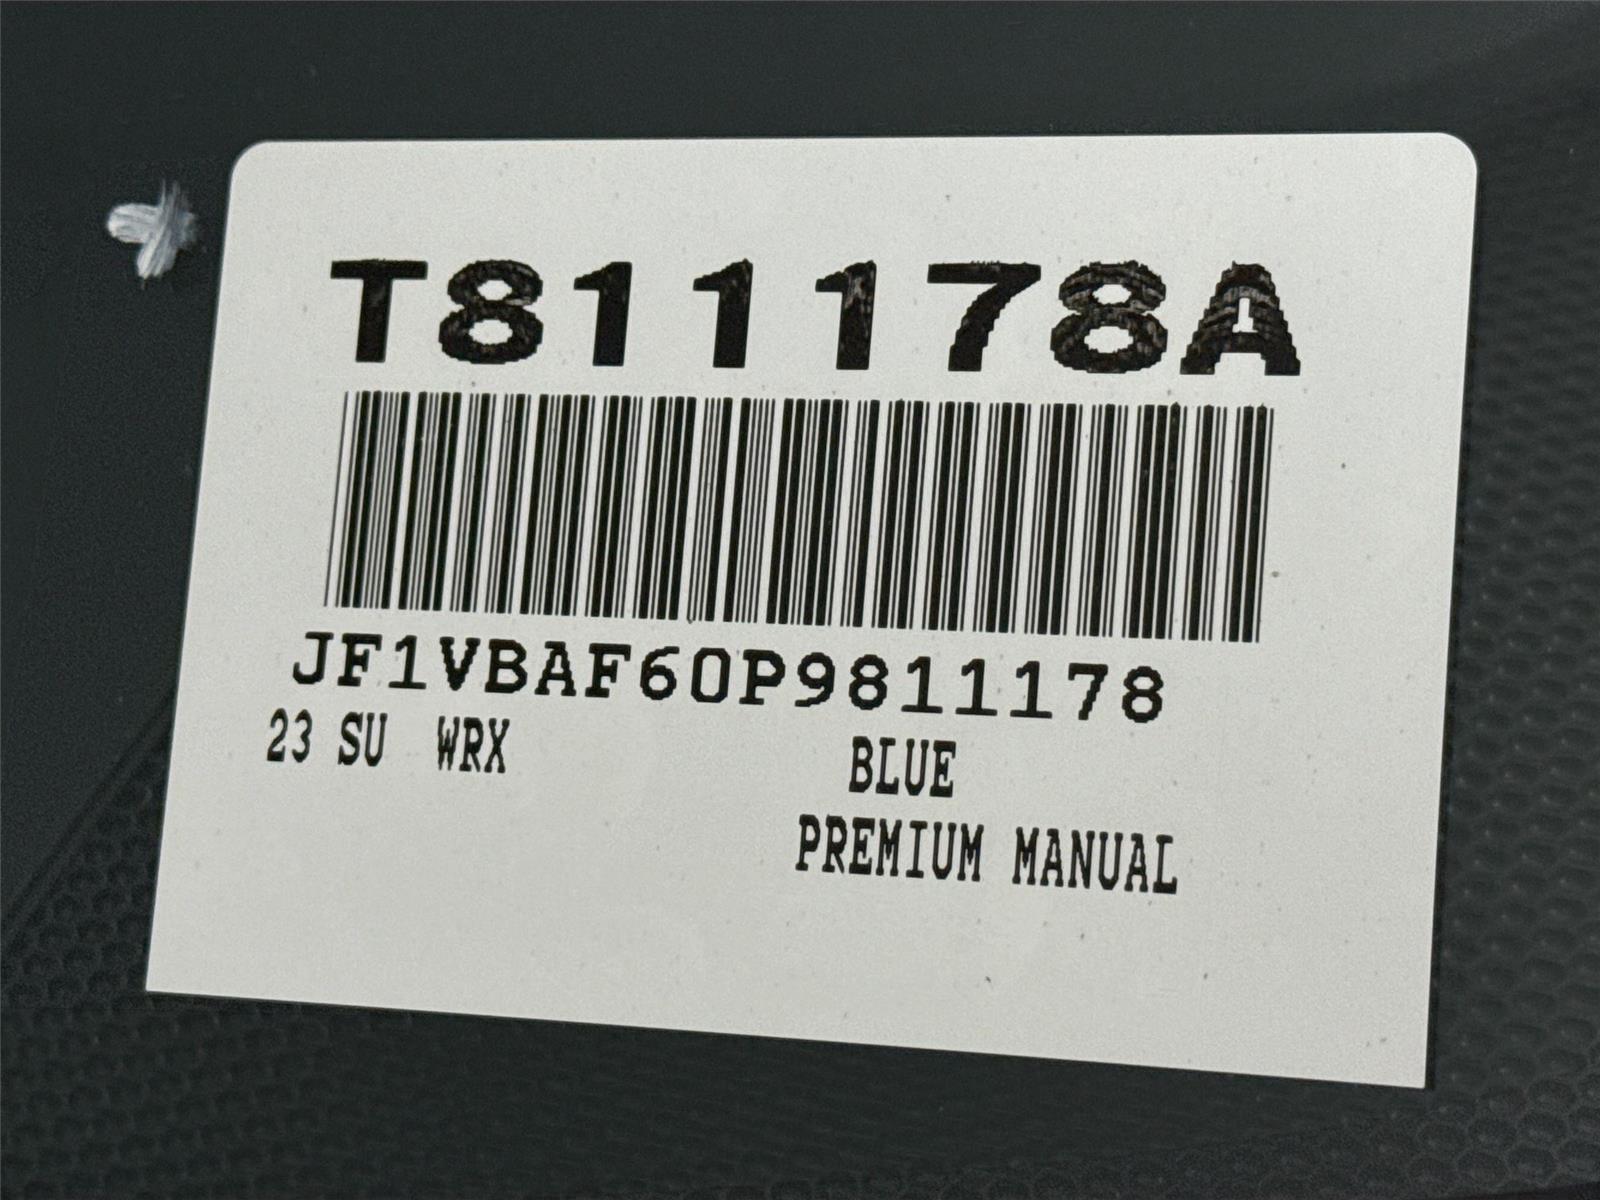 T811178A
JF1VBAF60P9811178
23 SU WRX BLUE
PREMIUM MANUAL